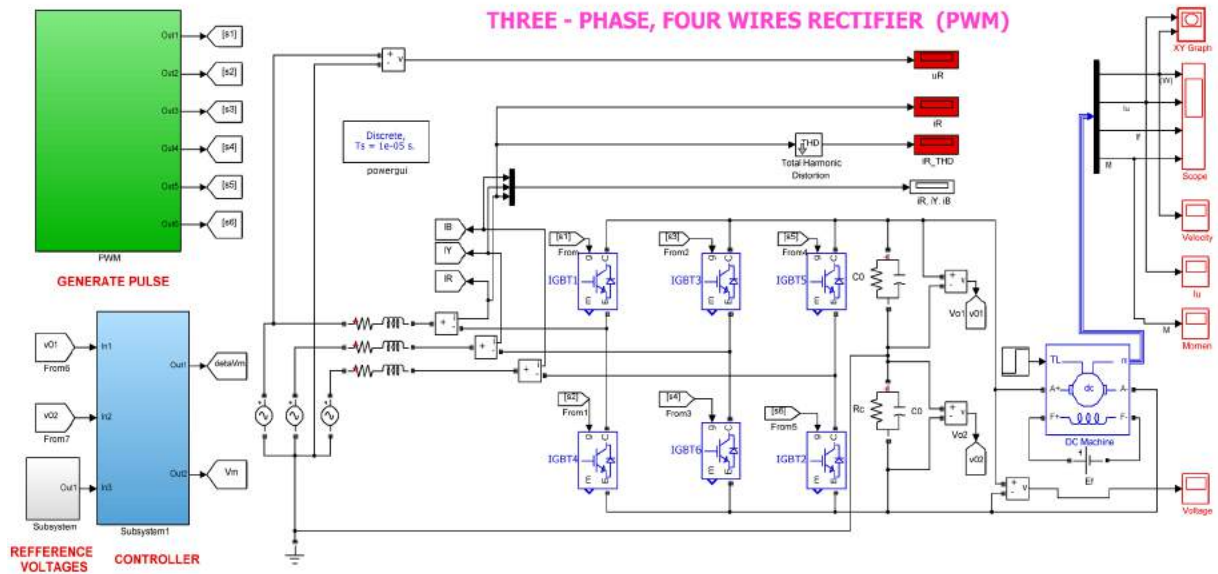 THREE - PHASE, FOUR WIRES RECTIFIER (PWM)
Out1
[s1]
Out2
[s2]
Out3
[s3]
Out4
[s4]
Out5
[s5]
Out6
[s6]
PWM
GENERATE PULSE
Discrete,
Ts = 1e-05 s.
powergui
+
-
v
uR
iR
THD
Total Harmonic
Distortion
iR_THD
iR, iY. iB
XY Graph
(W)
Iu
If
M
Scope
Velocity
Iu
M
Momen
IB
IY
IR
[s1]
From
g
C
IGBT1
m
E
[s3]
From2
g
C
IGBT3
m
E
[s5]
From4
g
C
IGBT5
m
E
C0
+
-
v
Vo1
v01
+
-
i
+
-
i
+
-
i
[s2]
From1
g
C
IGBT4
m
E
[s4]
From3
g
C
IGBT6
m
E
[s6]
From5
g
C
IGBT2
m
E
Rc
C0
+
-
v
Vo2
v02
TL
m
A+
dc
A-
F+
F-
DC Machine
Ef
+
-
v
Voltage
v01
From6
In1
Out1
detaVm
v02
From7
In2
Out1
Subsystem
In3
Out2
Vm
Subsystem1
REFFERENCE
VOLTAGES
CONTROLLER